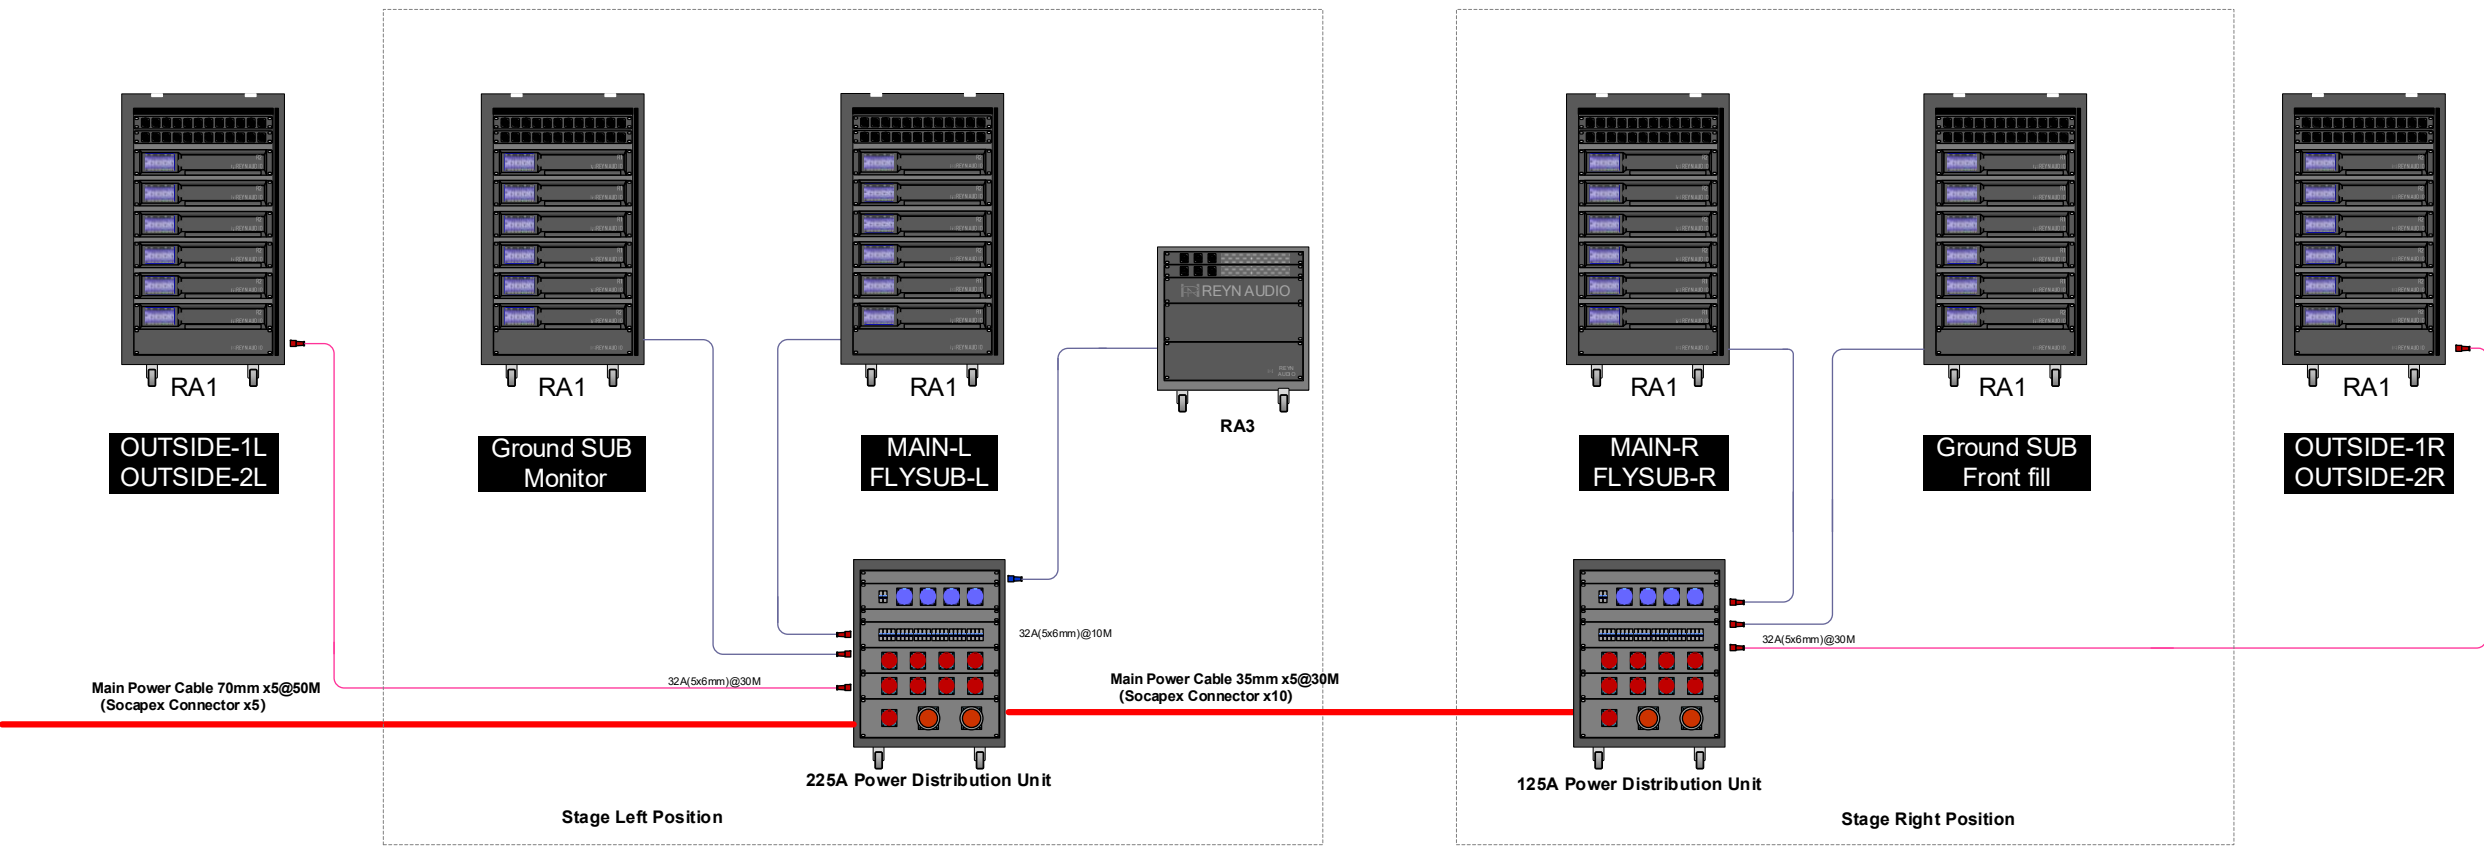 RA1
RA1
RA1
REYN AUDIO
REYN
AUDIO
RA3
RA1
RA1
RA1
OUTSIDE-1L
OUTSIDE-2L
Ground SUB
Monitor
MAIN-L
FLYSUB-L
MAIN-R
FLYSUB-R
Ground SUB
Front fill
OUTSIDE-1R
OUTSIDE-2R
32A(5x6mm)@10M
32A(5x6mm)@30M
32A(5x6mm)@30M
Main Power Cable 70mm x5@50M
(Socapex Connector x5)
Main Power Cable 35mm x5@30M
(Socapex Connector x10)
225A Power Distribution Unit
125A Power Distribution Unit
Stage Left Position
Stage Right Position